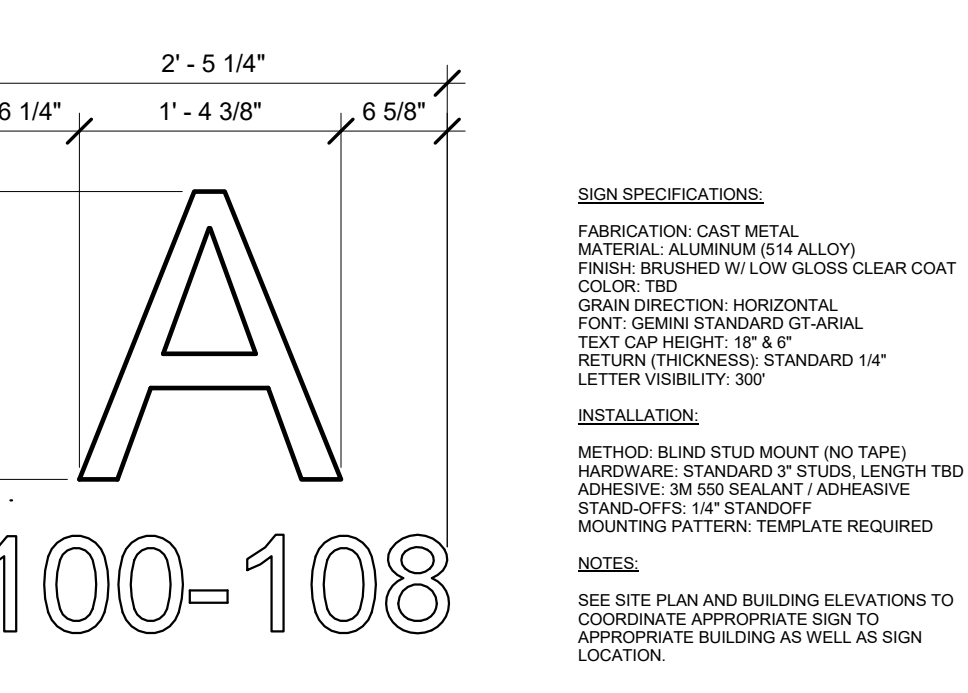 2' - 5 1/4"
6 1/4"
1' - 4 3/8"
6 5/8"
A
100-108
SIGN SPECIFICATIONS:
FABRICATION: CAST METAL
MATERIAL: ALUMINUM (514 ALLOY)
FINISH: BRUSHED W/ LOW GLOSS CLEAR COAT
COLOR: TBD
GRAIN DIRECTION: HORIZONTAL
FONT: GEMINI STANDARD GT-ARIAL
TEXT CAP HEIGHT: 18" & 6"
RETURN (THICKNESS): STANDARD 1/4"
LETTER VISIBILITY: 300'
INSTALLATION:
METHOD: BLIND STUD MOUNT (NO TAPE)
HARDWARE: STANDARD 3" STUDS, LENGTH TBD
ADHESIVE: 3M 550 SEALANT / ADHEASIVE
STAND-OFFS: 1/4" STANDOFF
MOUNTING PATTERN: TEMPLATE REQUIRED
NOTES:
SEE SITE PLAN AND BUILDING ELEVATIONS TO
COORDINATE APPROPRIATE SIGN TO
APPROPRIATE BUILDING AS WELL AS SIGN
LOCATION.